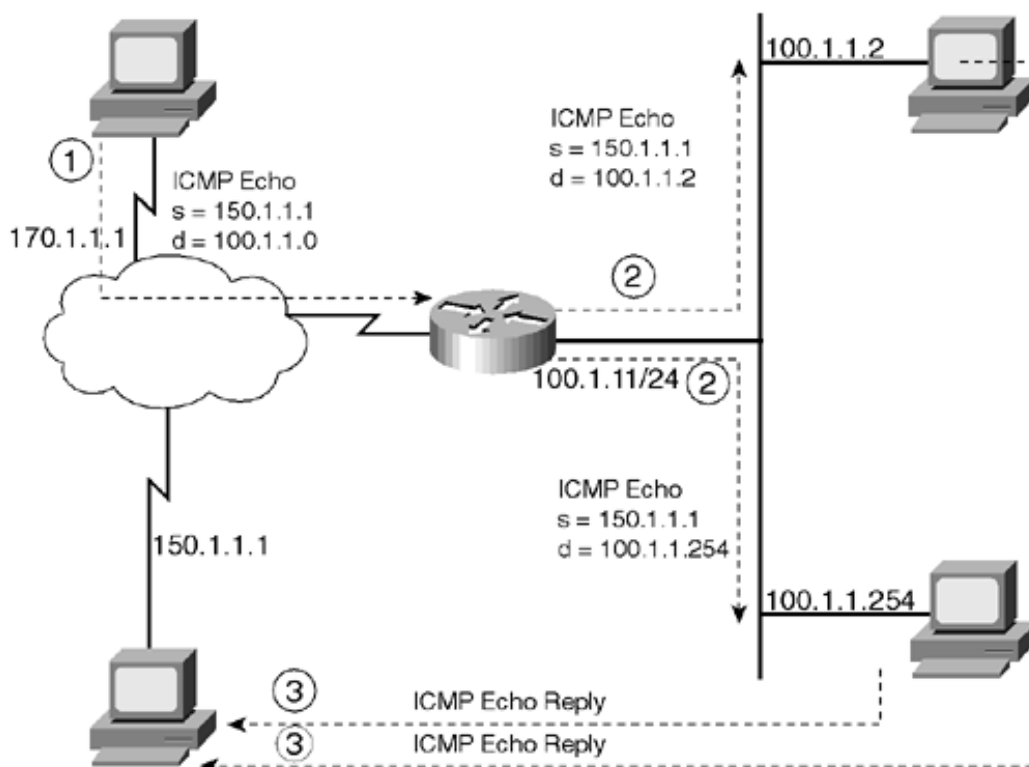 100.1.1.2
ICMP Echo
s = 150.1.1.1
d = 100.1.1.2
1
ICMP Echo
s = 150.1.1.1
d = 100.1.1.0
170.1.1.1
2
100.1.11/24
2
ICMP Echo
s = 150.1.1.1
d = 100.1.1.254
150.1.1.1
100.1.1.254
3
ICMP Echo Reply
3
ICMP Echo Reply